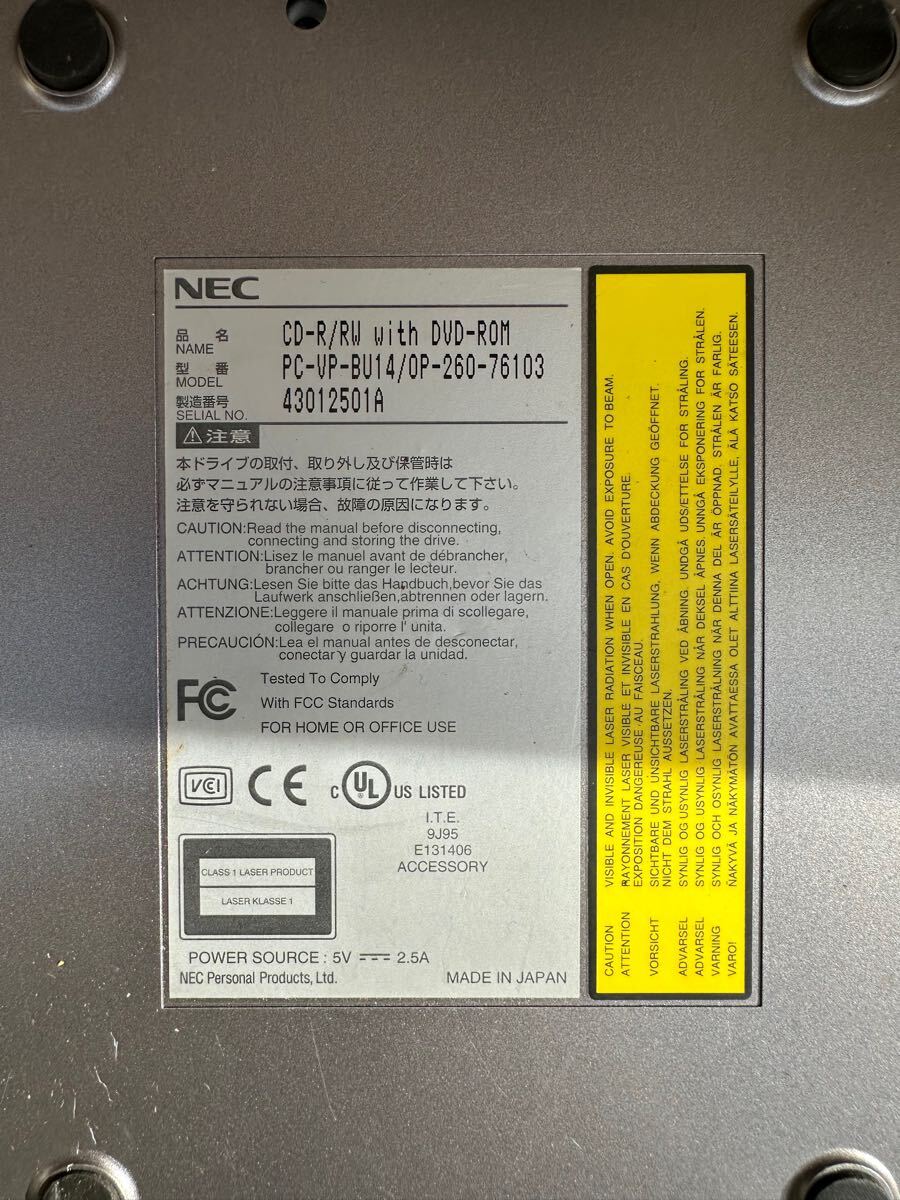 NEC
品 名 CD-R/RW with DVD-ROM
NAME
型 番 PC-VP-BU14/OP-260-76103
MODEL
製造番号 43012501A
SELIAL NO.
⚠注意
本ドライブの取付、取り外し及び保管時は
必ずマニュアルの注意事項に従って作業して下さい。
注意を守られない場合、故障の原因になります。
CAUTION:Read the manual before disconnecting,
connecting and storing the drive.
ATTENTION:Lisez le manuel avant de débrancher,
brancher ou ranger le lecteur.
ACHTUNG:Lesen Sie bitte das Handbuch,bevor Sie das
Laufwerk anschließen,abtrennen oder lagern.
ATTENZIONE:Leggere il manuale prima di scollegare,
collegare o riporre l' unita.
PRECAUCIÓN:Lea el manual antes de desconectar,
conectar y guardar la unidad.
FC Tested To Comply
With FCC Standards
FOR HOME OR OFFICE USE
VCI CE C UL US LISTED
I.T.E.
9J95
E131406
ACCESSORY
CLASS 1 LASER PRODUCT
LASER KLASSE 1
POWER SOURCE : 5V ⎓ 2.5A
NEC Personal Products, Ltd. MADE IN JAPAN
CAUTION VISIBLE AND INVISIBLE LASER RADIATION WHEN OPEN. AVOID EXPOSURE TO BEAM.
ATTENTION RAYONNEMENT LASER VISIBLE ET INVISIBLE EN CAS D'OUVERTURE
EXPOSITION DANGEREUSE AU FAISCEAU.
VORSICHT SICHTBARE UND UNSICHTBARE LASERSTRAHLUNG, WENN ABDECKUNG GEÖFFNET.
NICHT DEM STRAHL AUSSETZEN.
ADVARSEL SYNLIG OG USYNLIG LASERSTRÅLING VED ÅBNING. UNDGÅ UDSÆTTELSE FOR STRÅLING.
ADVARSEL SYNLIG OG USYNLIG LASERSTRÅLING NÅR DEKSEL ÅPNES. UNNGÅ EKSPONERING FOR STRÅLEN.
VARNING SYNLIG OCH OSYNLIG LASERSTRÅLNING NÄR DENNA DEL ÄR ÖPPNAD. STRÅLEN ÄR FARLIG.
VARO! NÄKYVÄ JA NÄKYMÄTÖN AVATTAESSA OLET ALTTIINA LASERSÄTEILYLLE, ÄLÄ KATSO SÄTEESEN.